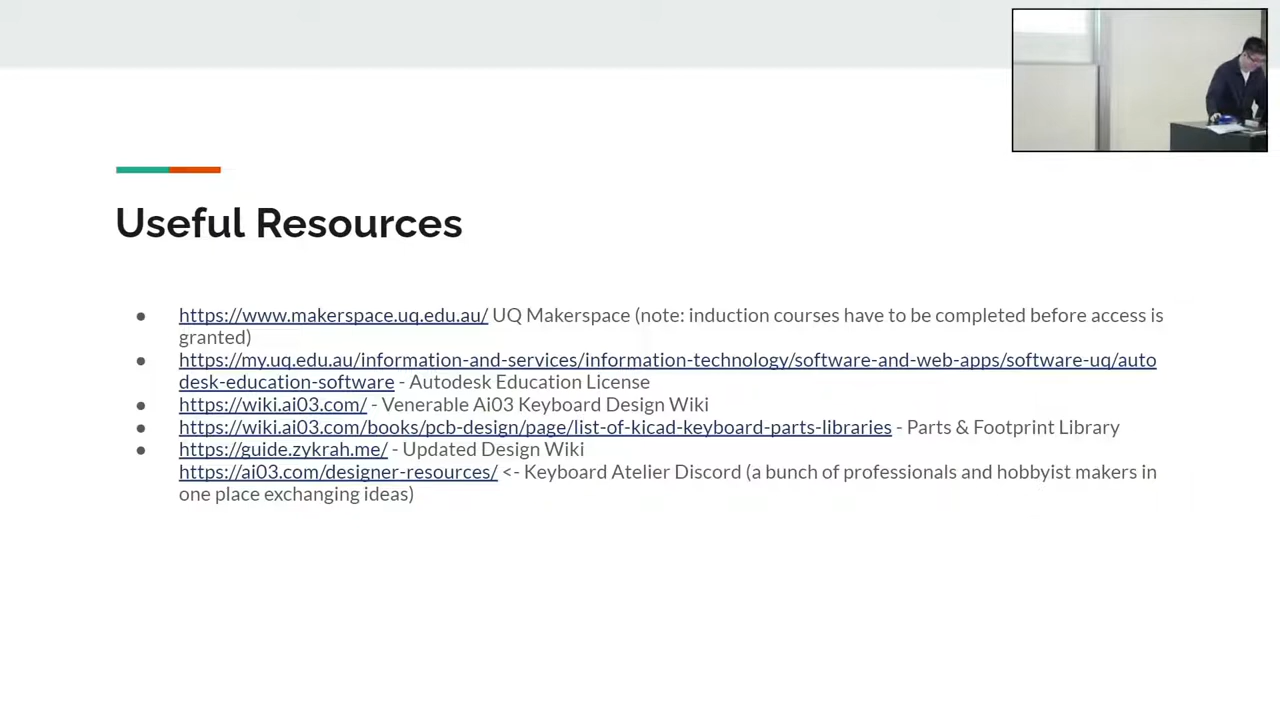 Useful Resources
● https://www.makerspace.uq.edu.au/ UQ Makerspace (note: induction courses have to be completed before access is
granted)
● https://my.uq.edu.au/information-and-services/information-technology/software-and-web-apps/software-uq/auto
desk-education-software - Autodesk Education License
● https://wiki.ai03.com/ - Venerable Ai03 Keyboard Design Wiki
● https://wiki.ai03.com/books/pcb-design/page/list-of-kicad-keyboard-parts-libraries - Parts & Footprint Library
● https://guide.zykrah.me/ - Updated Design Wiki
https://ai03.com/designer-resources/ <- Keyboard Atelier Discord (a bunch of professionals and hobbyist makers in
one place exchanging ideas)